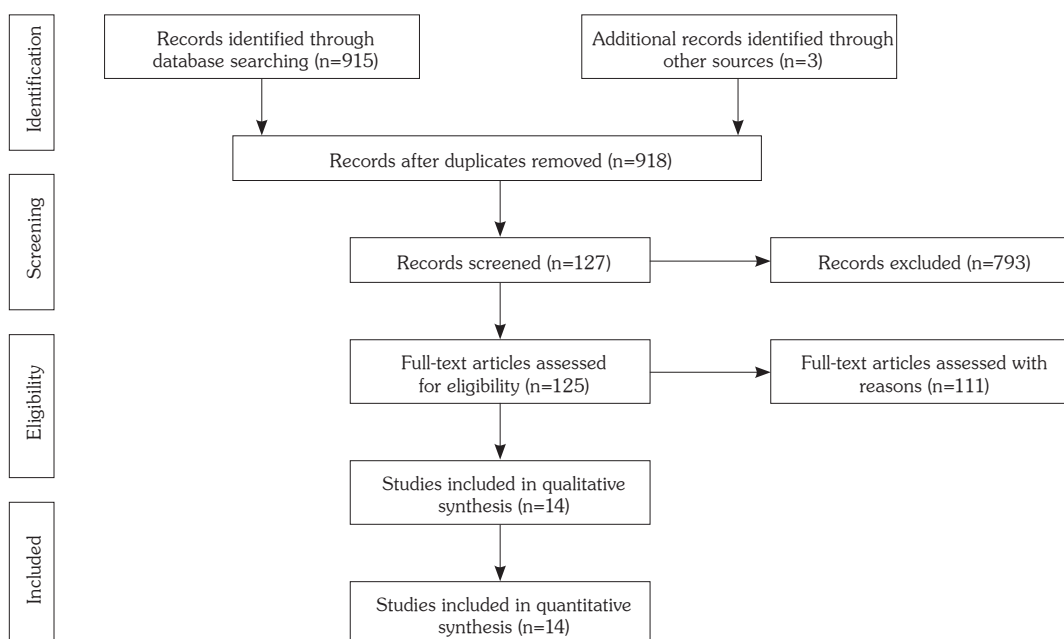 Identification
Records identified through
database searching (n=915)
Additional records identified through
other sources (n=3)
Records after duplicates removed (n=918)
Screening
Records screened (n=127)
Records excluded (n=793)
Eligibility
Full-text articles assessed
for eligibility (n=125)
Full-text articles assessed with
reasons (n=111)
Studies included in qualitative
synthesis (n=14)
Included
Studies included in quantitative
synthesis (n=14)